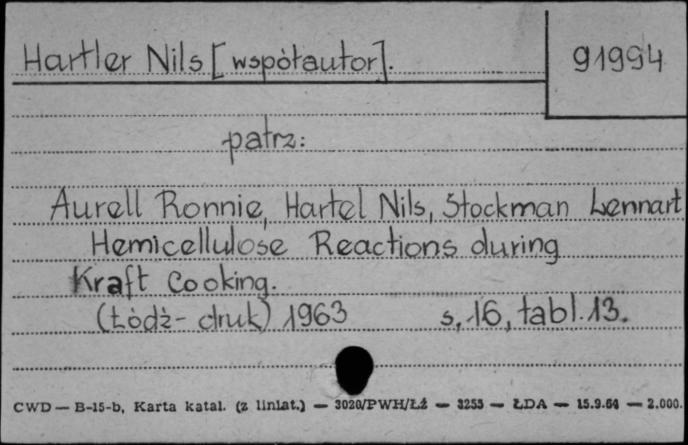 Hartler Nils [współautor].
91994
patrz:
Aurell Ronnie, Hartel Nils, Stockman Lennart
Hemicellulose Reactions during
Kraft Cooking.
(Łódź - druk) 1963 s, 16, tabl. 13.
CWD — B-15-b, Karta katal. (z liniat.) — 3020/PWH/Łż — 3255 — ŁDA — 15.9.64 — 2.000.